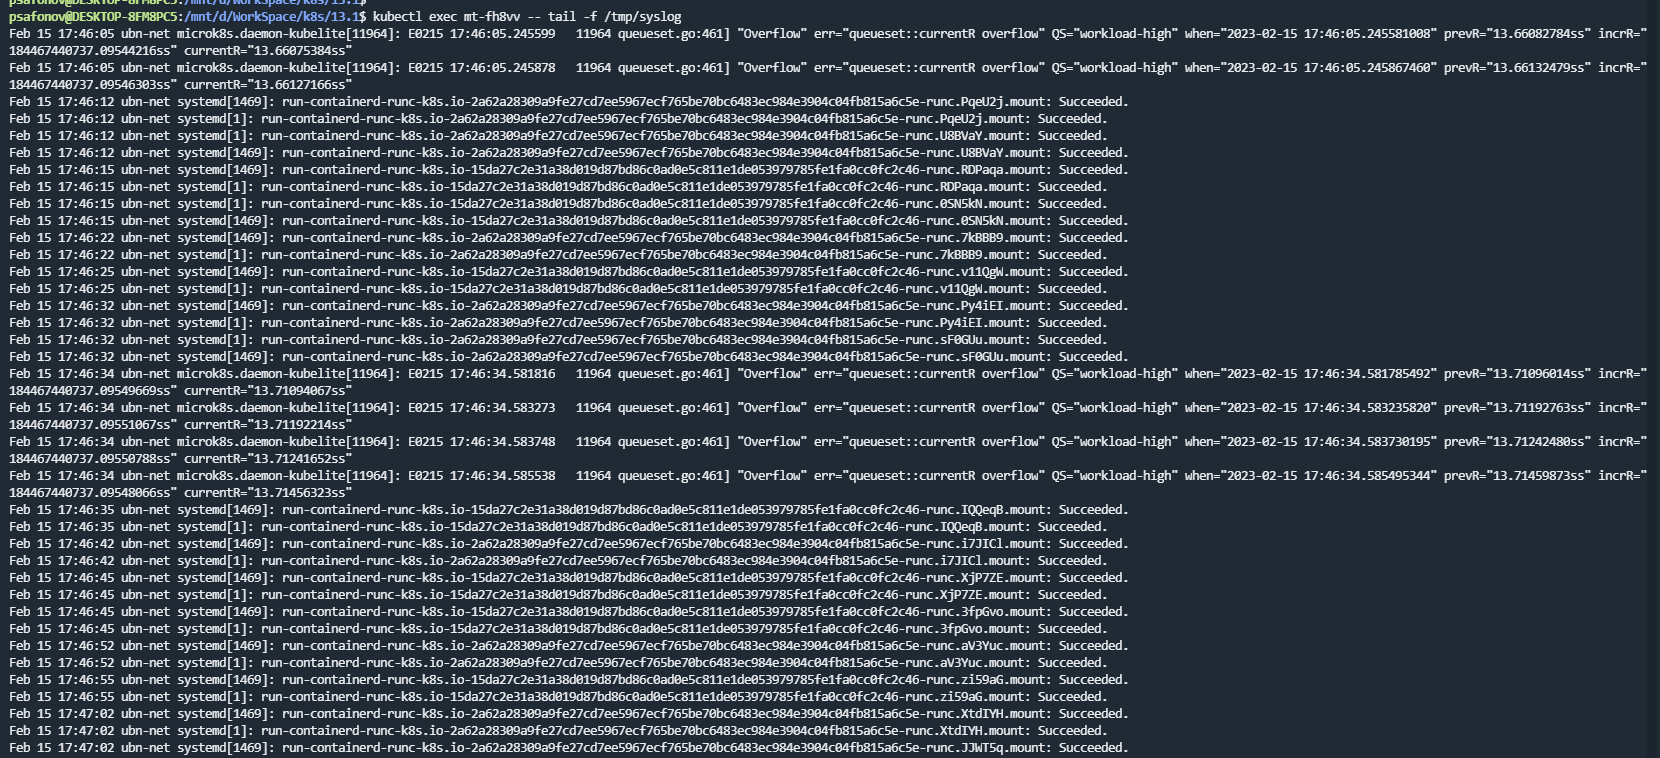 psafonov@DESKTOP-8FM8PC5:/mnt/d/WorkSpace/k8s/13.1$
psafonov@DESKTOP-8FM8PC5:/mnt/d/WorkSpace/k8s/13.1$ kubectl exec mt-fh8vv -- tail -f /tmp/syslog
Feb 15 17:46:05 ubn-net microk8s.daemon-kubelite[11964]: E0215 17:46:05.245599   11964 queueset.go:461] "Overflow" err="queueset::currentR overflow" QS="workload-high" when="2023-02-15 17:46:05.245581008" prevR="13.66082784ss" incrR="
184467440737.09544216ss" currentR="13.66075384ss"
Feb 15 17:46:05 ubn-net microk8s.daemon-kubelite[11964]: E0215 17:46:05.245878   11964 queueset.go:461] "Overflow" err="queueset::currentR overflow" QS="workload-high" when="2023-02-15 17:46:05.245867460" prevR="13.66132479ss" incrR="
184467440737.09546303ss" currentR="13.66127166ss"
Feb 15 17:46:12 ubn-net systemd[1469]: run-containerd-runc-k8s.io-2a62a28309a9fe27cd7ee5967ecf765be70bc6483ec984e3904c04fb815a6c5e-runc.PqeU2j.mount: Succeeded.
Feb 15 17:46:12 ubn-net systemd[1]: run-containerd-runc-k8s.io-2a62a28309a9fe27cd7ee5967ecf765be70bc6483ec984e3904c04fb815a6c5e-runc.PqeU2j.mount: Succeeded.
Feb 15 17:46:12 ubn-net systemd[1]: run-containerd-runc-k8s.io-2a62a28309a9fe27cd7ee5967ecf765be70bc6483ec984e3904c04fb815a6c5e-runc.U8BVaY.mount: Succeeded.
Feb 15 17:46:12 ubn-net systemd[1469]: run-containerd-runc-k8s.io-2a62a28309a9fe27cd7ee5967ecf765be70bc6483ec984e3904c04fb815a6c5e-runc.U8BVaY.mount: Succeeded.
Feb 15 17:46:15 ubn-net systemd[1469]: run-containerd-runc-k8s.io-15da27c2e31a38d019d87bd86c0ad0e5c811e1de053979785fe1fa0cc0fc2c46-runc.RDPaqa.mount: Succeeded.
Feb 15 17:46:15 ubn-net systemd[1]: run-containerd-runc-k8s.io-15da27c2e31a38d019d87bd86c0ad0e5c811e1de053979785fe1fa0cc0fc2c46-runc.RDPaqa.mount: Succeeded.
Feb 15 17:46:15 ubn-net systemd[1]: run-containerd-runc-k8s.io-15da27c2e31a38d019d87bd86c0ad0e5c811e1de053979785fe1fa0cc0fc2c46-runc.0SN5kN.mount: Succeeded.
Feb 15 17:46:15 ubn-net systemd[1469]: run-containerd-runc-k8s.io-15da27c2e31a38d019d87bd86c0ad0e5c811e1de053979785fe1fa0cc0fc2c46-runc.0SN5kN.mount: Succeeded.
Feb 15 17:46:22 ubn-net systemd[1469]: run-containerd-runc-k8s.io-2a62a28309a9fe27cd7ee5967ecf765be70bc6483ec984e3904c04fb815a6c5e-runc.7kBBB9.mount: Succeeded.
Feb 15 17:46:22 ubn-net systemd[1]: run-containerd-runc-k8s.io-2a62a28309a9fe27cd7ee5967ecf765be70bc6483ec984e3904c04fb815a6c5e-runc.7kBBB9.mount: Succeeded.
Feb 15 17:46:25 ubn-net systemd[1469]: run-containerd-runc-k8s.io-15da27c2e31a38d019d87bd86c0ad0e5c811e1de053979785fe1fa0cc0fc2c46-runc.v11QgW.mount: Succeeded.
Feb 15 17:46:25 ubn-net systemd[1]: run-containerd-runc-k8s.io-15da27c2e31a38d019d87bd86c0ad0e5c811e1de053979785fe1fa0cc0fc2c46-runc.v11QgW.mount: Succeeded.
Feb 15 17:46:32 ubn-net systemd[1469]: run-containerd-runc-k8s.io-2a62a28309a9fe27cd7ee5967ecf765be70bc6483ec984e3904c04fb815a6c5e-runc.Py4iEI.mount: Succeeded.
Feb 15 17:46:32 ubn-net systemd[1]: run-containerd-runc-k8s.io-2a62a28309a9fe27cd7ee5967ecf765be70bc6483ec984e3904c04fb815a6c5e-runc.Py4iEI.mount: Succeeded.
Feb 15 17:46:32 ubn-net systemd[1]: run-containerd-runc-k8s.io-2a62a28309a9fe27cd7ee5967ecf765be70bc6483ec984e3904c04fb815a6c5e-runc.sF0GUu.mount: Succeeded.
Feb 15 17:46:32 ubn-net systemd[1469]: run-containerd-runc-k8s.io-2a62a28309a9fe27cd7ee5967ecf765be70bc6483ec984e3904c04fb815a6c5e-runc.sF0GUu.mount: Succeeded.
Feb 15 17:46:34 ubn-net microk8s.daemon-kubelite[11964]: E0215 17:46:34.581816   11964 queueset.go:461] "Overflow" err="queueset::currentR overflow" QS="workload-high" when="2023-02-15 17:46:34.581785492" prevR="13.71096014ss" incrR="
184467440737.09549669ss" currentR="13.71094067ss"
Feb 15 17:46:34 ubn-net microk8s.daemon-kubelite[11964]: E0215 17:46:34.583273   11964 queueset.go:461] "Overflow" err="queueset::currentR overflow" QS="workload-high" when="2023-02-15 17:46:34.583235820" prevR="13.71192763ss" incrR="
184467440737.09551067ss" currentR="13.71192214ss"
Feb 15 17:46:34 ubn-net microk8s.daemon-kubelite[11964]: E0215 17:46:34.583748   11964 queueset.go:461] "Overflow" err="queueset::currentR overflow" QS="workload-high" when="2023-02-15 17:46:34.583730195" prevR="13.71242480ss" incrR="
184467440737.09550788ss" currentR="13.71241652ss"
Feb 15 17:46:34 ubn-net microk8s.daemon-kubelite[11964]: E0215 17:46:34.585538   11964 queueset.go:461] "Overflow" err="queueset::currentR overflow" QS="workload-high" when="2023-02-15 17:46:34.585495344" prevR="13.71459873ss" incrR="
184467440737.09548066ss" currentR="13.71456323ss"
Feb 15 17:46:35 ubn-net systemd[1469]: run-containerd-runc-k8s.io-15da27c2e31a38d019d87bd86c0ad0e5c811e1de053979785fe1fa0cc0fc2c46-runc.IQQeqB.mount: Succeeded.
Feb 15 17:46:35 ubn-net systemd[1]: run-containerd-runc-k8s.io-15da27c2e31a38d019d87bd86c0ad0e5c811e1de053979785fe1fa0cc0fc2c46-runc.IQQeqB.mount: Succeeded.
Feb 15 17:46:42 ubn-net systemd[1469]: run-containerd-runc-k8s.io-2a62a28309a9fe27cd7ee5967ecf765be70bc6483ec984e3904c04fb815a6c5e-runc.i7JICl.mount: Succeeded.
Feb 15 17:46:42 ubn-net systemd[1]: run-containerd-runc-k8s.io-2a62a28309a9fe27cd7ee5967ecf765be70bc6483ec984e3904c04fb815a6c5e-runc.i7JICl.mount: Succeeded.
Feb 15 17:46:45 ubn-net systemd[1469]: run-containerd-runc-k8s.io-15da27c2e31a38d019d87bd86c0ad0e5c811e1de053979785fe1fa0cc0fc2c46-runc.XjP7ZE.mount: Succeeded.
Feb 15 17:46:45 ubn-net systemd[1]: run-containerd-runc-k8s.io-15da27c2e31a38d019d87bd86c0ad0e5c811e1de053979785fe1fa0cc0fc2c46-runc.XjP7ZE.mount: Succeeded.
Feb 15 17:46:45 ubn-net systemd[1469]: run-containerd-runc-k8s.io-15da27c2e31a38d019d87bd86c0ad0e5c811e1de053979785fe1fa0cc0fc2c46-runc.3fpGvo.mount: Succeeded.
Feb 15 17:46:45 ubn-net systemd[1]: run-containerd-runc-k8s.io-15da27c2e31a38d019d87bd86c0ad0e5c811e1de053979785fe1fa0cc0fc2c46-runc.3fpGvo.mount: Succeeded.
Feb 15 17:46:52 ubn-net systemd[1469]: run-containerd-runc-k8s.io-2a62a28309a9fe27cd7ee5967ecf765be70bc6483ec984e3904c04fb815a6c5e-runc.aV3Yuc.mount: Succeeded.
Feb 15 17:46:52 ubn-net systemd[1]: run-containerd-runc-k8s.io-2a62a28309a9fe27cd7ee5967ecf765be70bc6483ec984e3904c04fb815a6c5e-runc.aV3Yuc.mount: Succeeded.
Feb 15 17:46:55 ubn-net systemd[1469]: run-containerd-runc-k8s.io-15da27c2e31a38d019d87bd86c0ad0e5c811e1de053979785fe1fa0cc0fc2c46-runc.zi59aG.mount: Succeeded.
Feb 15 17:46:55 ubn-net systemd[1]: run-containerd-runc-k8s.io-15da27c2e31a38d019d87bd86c0ad0e5c811e1de053979785fe1fa0cc0fc2c46-runc.zi59aG.mount: Succeeded.
Feb 15 17:47:02 ubn-net systemd[1469]: run-containerd-runc-k8s.io-2a62a28309a9fe27cd7ee5967ecf765be70bc6483ec984e3904c04fb815a6c5e-runc.XtdIYH.mount: Succeeded.
Feb 15 17:47:02 ubn-net systemd[1]: run-containerd-runc-k8s.io-2a62a28309a9fe27cd7ee5967ecf765be70bc6483ec984e3904c04fb815a6c5e-runc.XtdIYH.mount: Succeeded.
Feb 15 17:47:02 ubn-net systemd[1469]: run-containerd-runc-k8s.io-2a62a28309a9fe27cd7ee5967ecf765be70bc6483ec984e3904c04fb815a6c5e-runc.JJWT5q.mount: Succeeded.